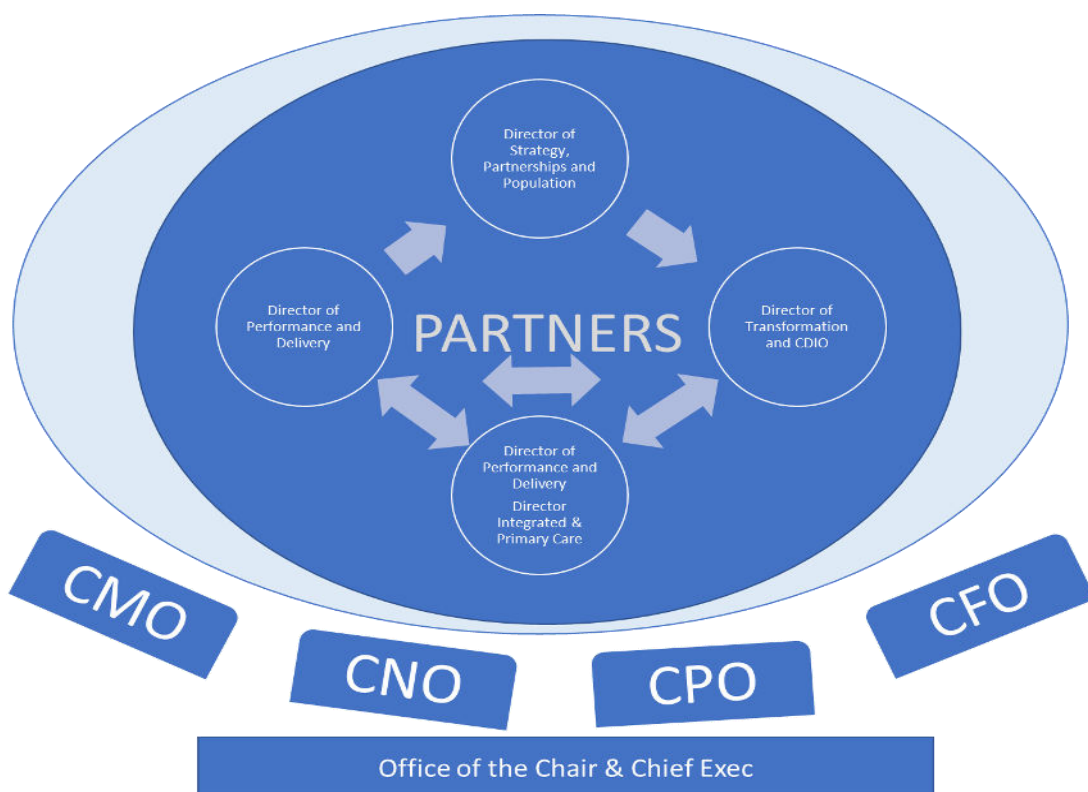 Director of
Strategy,
Partnerships and
Population
Director of
Performance and
Delivery
PARTNERS
Director of
Transformation
and CDIO
Director of
Performance and
Delivery
Director
Integrated &
Primary Care
CMO
CNO
CPO
CFO
Office of the Chair & Chief Exec